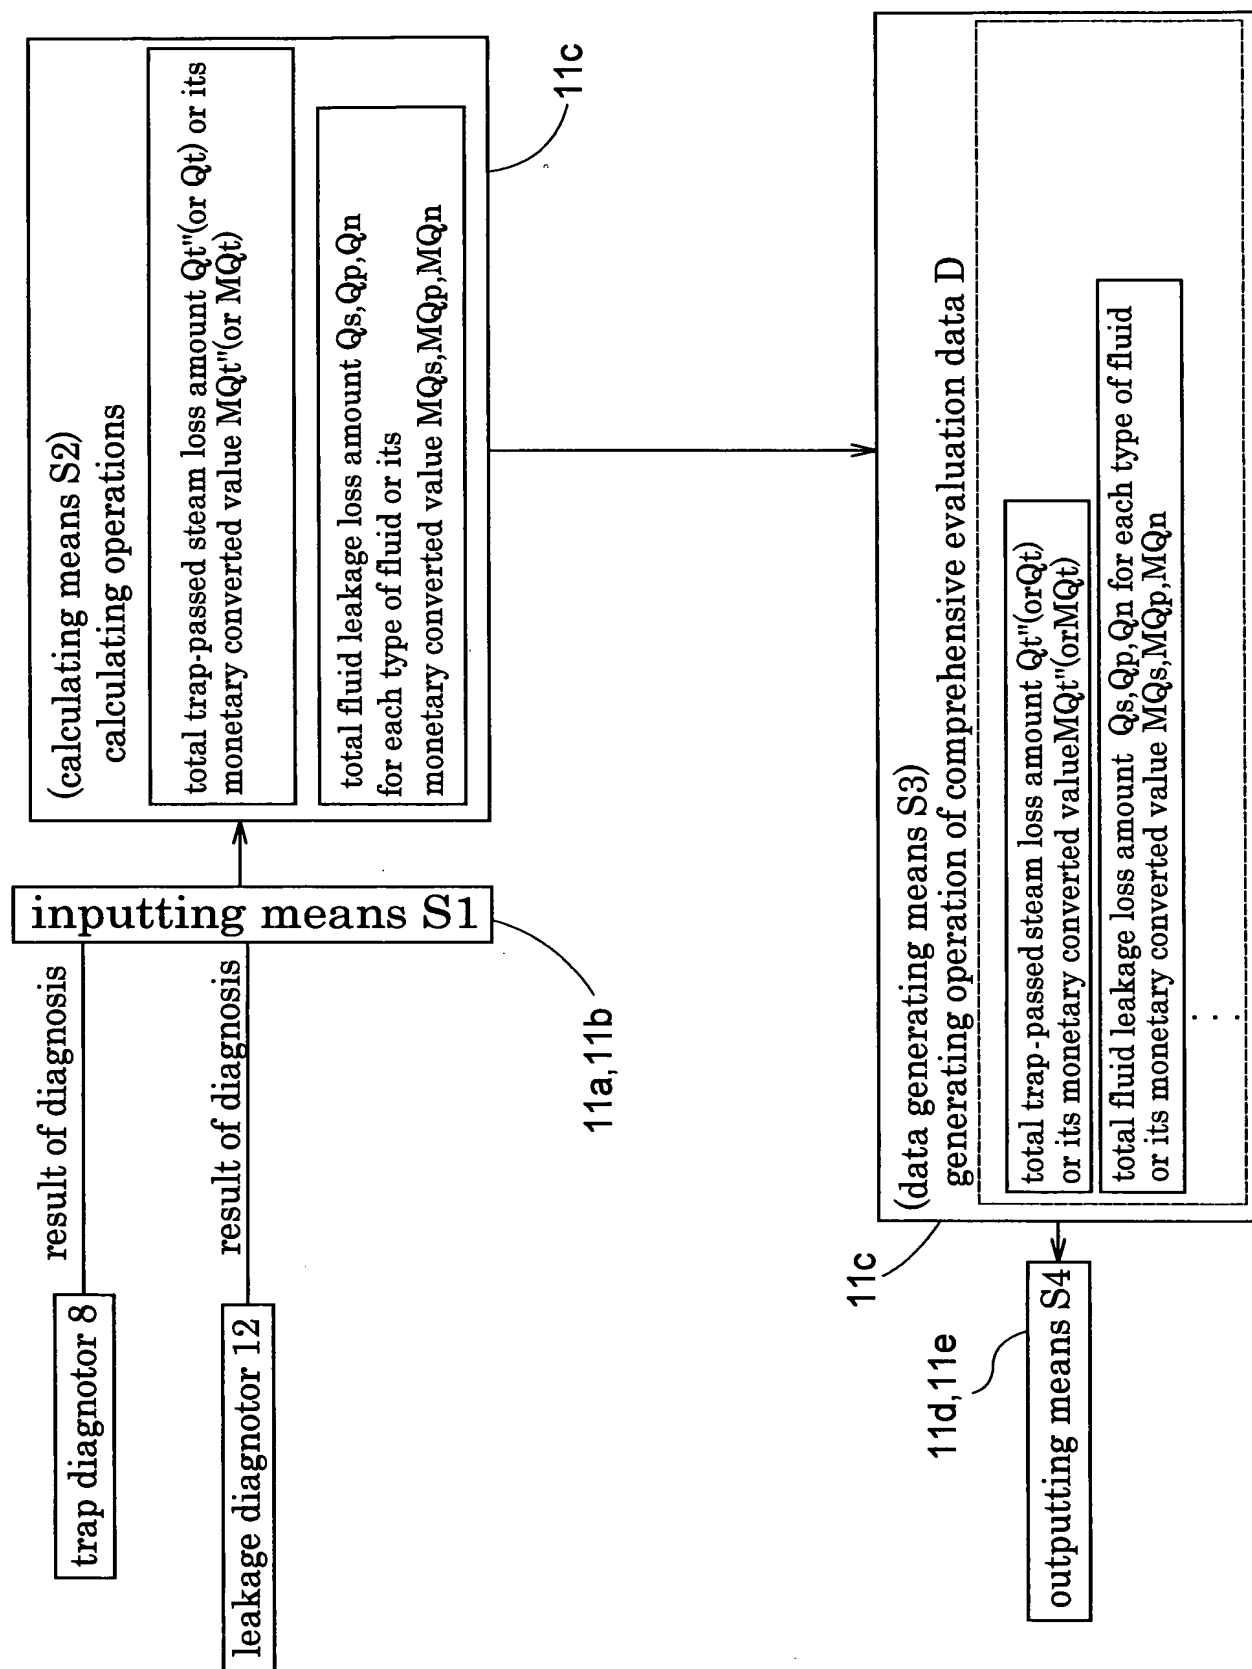 trap diagnotor 8
result of diagnosis
leakage diagnotor 12
result of diagnosis
inputting means S1
11a,11b
(calculating means S2)
calculating operations
total trap-passed steam loss amount Qt"(or Qt) or its
monetary converted value MQt"(or MQt)
total fluid leakage loss amount Qs,Qp,Qn
for each type of fluid or its
monetary converted value MQs,MQp,MQn
11c
(data generating means S3)
generating operation of comprehensive evaluation data D
total trap-passed steam loss amount Qt"(orQt)
or its monetary converted valueMQt"(orMQt)
total fluid leakage loss amount Qs,Qp,Qn for each type of fluid
or its monetary converted value MQs,MQp,MQn
. . .
11c
outputting means S4
11d,11e